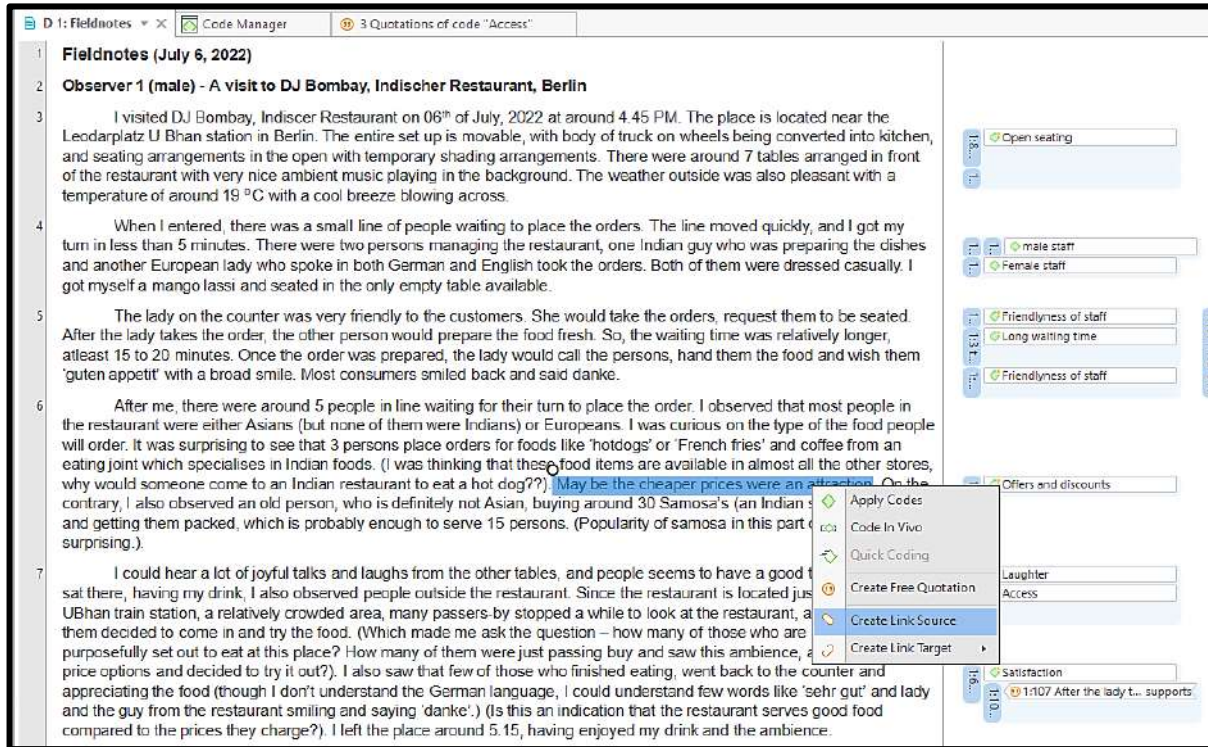 D 1: Fieldnotes
Code Manager
3 Quotations of code "Access"
1 Fieldnotes (July 6, 2022)
2 Observer 1 (male) - A visit to DJ Bombay, Indischer Restaurant, Berlin
3 I visited DJ Bombay, Indiscer Restaurant on 06th of July, 2022 at around 4.45 PM. The place is located near the
Leodarplatz U Bhan station in Berlin. The entire set up is movable, with body of truck on wheels being converted into kitchen,
and seating arrangements in the open with temporary shading arrangements. There were around 7 tables arranged in front
of the restaurant with very nice ambient music playing in the background. The weather outside was also pleasant with a
temperature of around 19 °C with a cool breeze blowing across.
Open seating
4 When I entered, there was a small line of people waiting to place the orders. The line moved quickly, and I got my
turn in less than 5 minutes. There were two persons managing the restaurant, one Indian guy who was preparing the dishes
and another European lady who spoke in both German and English took the orders. Both of them were dressed casually. I
got myself a mango lassi and seated in the only empty table available.
male staff
Female staff
5 The lady on the counter was very friendly to the customers. She would take the orders, request them to be seated.
After the lady takes the order, the other person would prepare the food fresh. So, the waiting time was relatively longer,
atleast 15 to 20 minutes. Once the order was prepared, the lady would call the persons, hand them the food and wish them
'guten appetit' with a broad smile. Most consumers smiled back and said danke.
Friendlyness of staff
Long waiting time
Friendlyness of staff
6 After me, there were around 5 people in line waiting for their turn to place the order. I observed that most people in
the restaurant were either Asians (but none of them were Indians) or Europeans. I was curious on the type of the food people
will order. It was surprising to see that 3 persons place orders for foods like 'hotdogs' or 'French fries' and coffee from an
eating joint which specialises in Indian foods. (I was thinking that these food items are available in almost all the other stores,
why would someone come to an Indian restaurant to eat a hot dog??). May be the cheaper prices were an attraction. On the
contrary, I also observed an old person, who is definitely not Asian, buying around 30 Samosa's (an Indian
and getting them packed, which is probably enough to serve 15 persons. (Popularity of samosa in this part
surprising.).
Offers and discounts
Apply Codes
Code In Vivo
Quick Coding
Create Free Quotation
Create Link Source
Create Link Target
7 I could hear a lot of joyful talks and laughs from the other tables, and people seems to have a good
sat there, having my drink, I also observed people outside the restaurant. Since the restaurant is located
UBhan train station, a relatively crowded area, many passers-by stopped a while to look at the restaurant,
them decided to come in and try the food. (Which made me ask the question – how many of those who are
purposefully set out to eat at this place? How many of them were just passing buy and saw this ambience,
price options and decided to try it out?). I also saw that few of those who finished eating, went back to the counter and
appreciating the food (though I don't understand the German language, I could understand few words like 'sehr gut' and lady
and the guy from the restaurant smiling and saying 'danke'.) (Is this an indication that the restaurant serves good food
compared to the prices they charge?). I left the place around 5.15, having enjoyed my drink and the ambience.
Laughter
Access
Satisfaction
1:107 After the lady t... supports